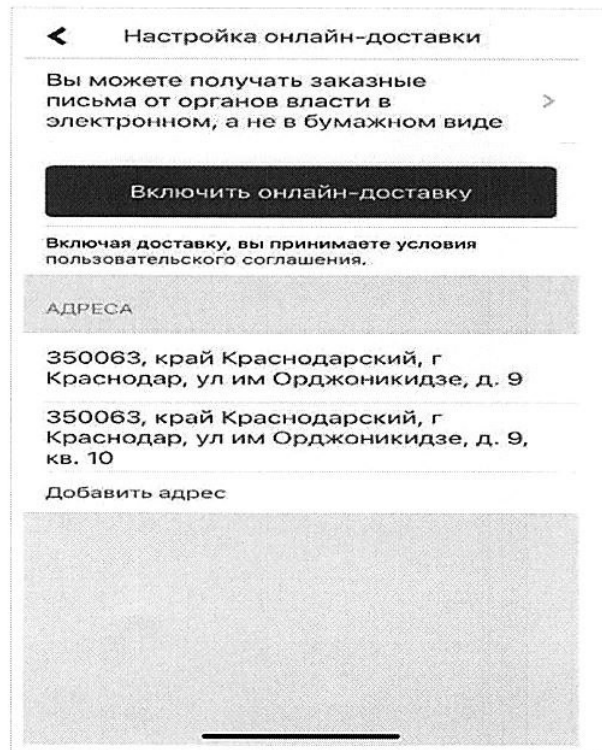 Настройка онлайн-доставки
Вы можете получать заказные
письма от органов власти в
электронном, а не в бумажном виде
Включить онлайн-доставку
Включая доставку, вы принимаете условия
пользовательского соглашения.
АДРЕСА
350063, край Краснодарский, г
Краснодар, ул им Орджоникидзе, д. 9
350063, край Краснодарский, г
Краснодар, ул им Орджоникидзе, д. 9,
кв. 10
Добавить адрес